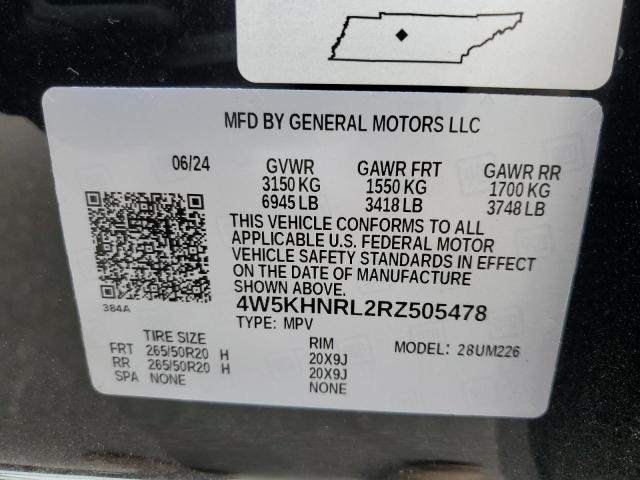 MFD BY GENERAL MOTORS LLC
06/24 GVWR GAWR FRT GAWR RR
3150 KG 1550 KG 1700 KG
6945 LB 3418 LB 3748 LB
THIS VEHICLE CONFORMS TO ALL
APPLICABLE U.S. FEDERAL MOTOR
VEHICLE SAFETY STANDARDS IN EFFECT
ON THE DATE OF MANUFACTURE
SHOWN ABOVE.
384A
4W5KHNRL2RZ505478
TYPE: MPV
TIRE SIZE RIM MODEL: 28UM226
FRT 265/50R20 H 20X9J
RR 265/50R20 H 20X9J
SPA NONE NONE